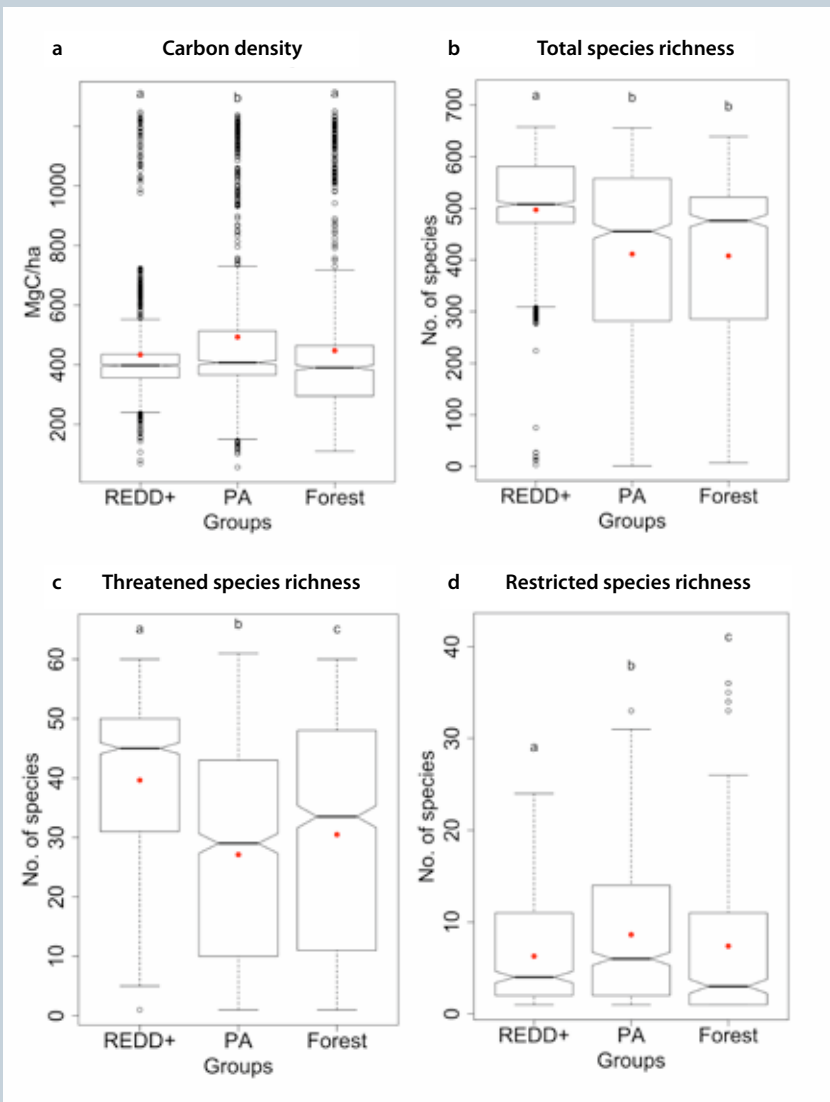 a Carbon density
a b a
MgC/ha
1000
800
600
400
200
REDD+ PA Forest
Groups
b Total species richness
a b b
No. of species
700
600
500
400
300
200
100
0
REDD+ PA Forest
Groups
c Threatened species richness
a b c
No. of species
60
50
40
30
20
10
0
REDD+ PA Forest
Groups
d Restricted species richness
a b c
No. of species
40
30
20
10
0
REDD+ PA Forest
Groups